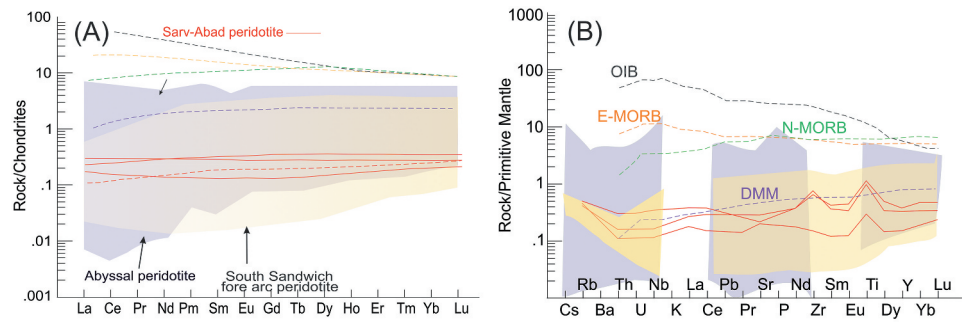 (A)
Sarv-Abad peridotite
Rock/Chondrites
100
10
1
.1
.01
.001
Abyssal peridotite
South Sandwich
fore arc peridotite
La Ce Pr Nd Pm Sm Eu Gd Tb Dy Ho Er Tm Yb Lu
(B)
Rock/Primitive Mantle
1000
100
10
1
.1
OIB
E-MORB
N-MORB
DMM
Rb Th Nb La Pb Sr Nd Sm Ti Y Lu
Cs Ba U K Ce Pr P Zr Eu Dy Yb